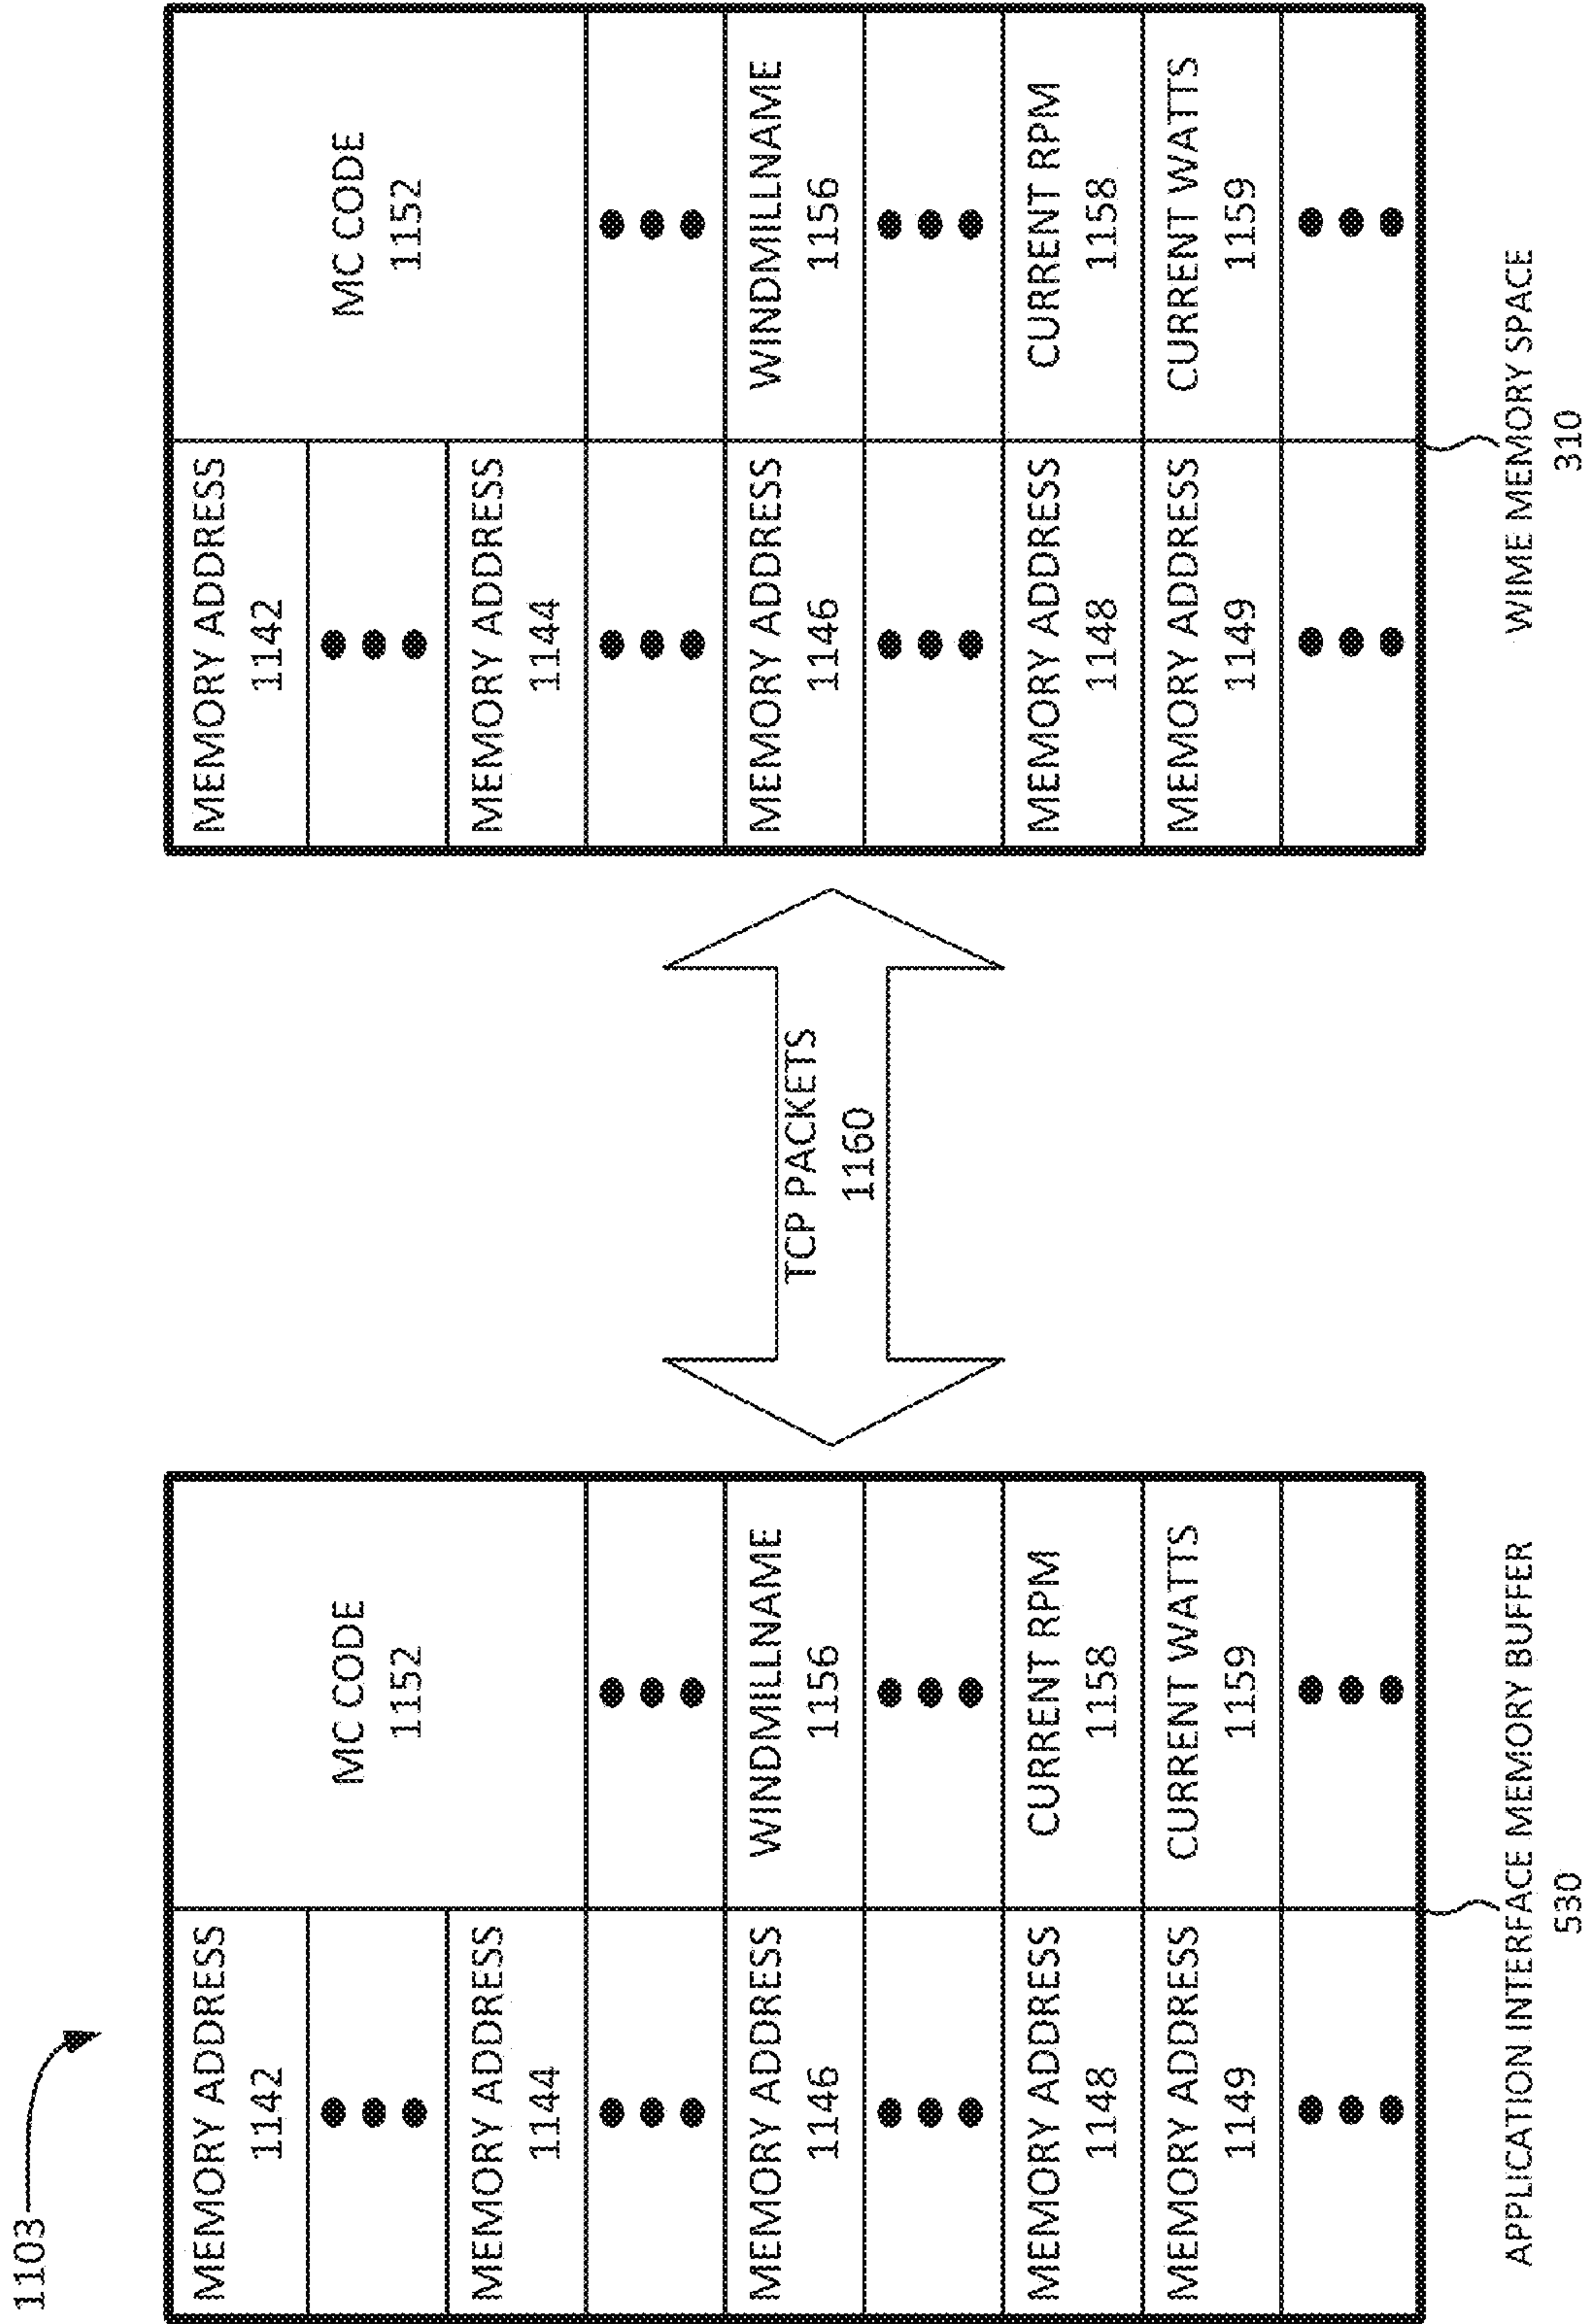 1103
MEMORY ADDRESS
1142
MEMORY ADDRESS
1144
MC CODE
1152
MEMORY ADDRESS
1146
WINDMILLNAME
1156
MEMORY ADDRESS
1148
CURRENT RPM
1158
MEMORY ADDRESS
1149
CURRENT WATTS
1159
APPLICATION INTERFACE MEMORY BUFFER
530
TCP PACKETS
1160
MEMORY ADDRESS
1142
MEMORY ADDRESS
1144
MC CODE
1152
MEMORY ADDRESS
1146
WINDMILLNAME
1156
MEMORY ADDRESS
1148
CURRENT RPM
1158
MEMORY ADDRESS
1149
CURRENT WATTS
1159
WIME MEMORY SPACE
310